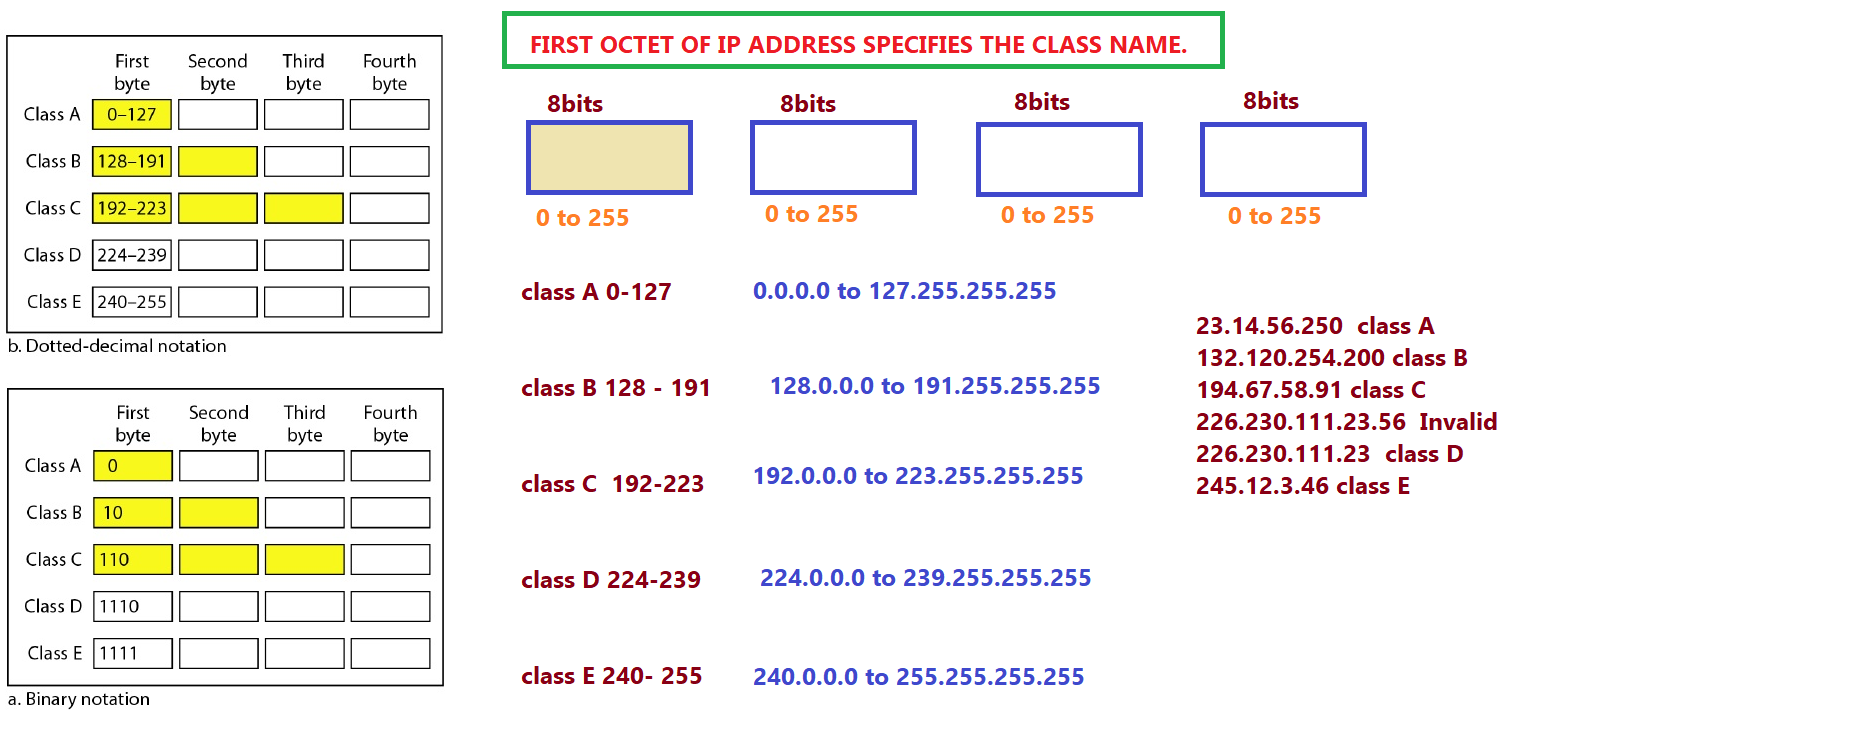 First Second Third Fourth
byte byte byte byte
Class A 0–127
Class B 128–191
Class C 192–223
Class D 224–239
Class E 240–255
b. Dotted-decimal notation
First Second Third Fourth
byte byte byte byte
Class A 0
Class B 10
Class C 110
Class D 1110
Class E 1111
a. Binary notation
FIRST OCTET OF IP ADDRESS SPECIFIES THE CLASS NAME.
8bits 8bits 8bits 8bits
0 to 255 0 to 255 0 to 255 0 to 255
class A 0-127 0.0.0.0 to 127.255.255.255
class B 128 - 191 128.0.0.0 to 191.255.255.255
class C 192-223 192.0.0.0 to 223.255.255.255
class D 224-239 224.0.0.0 to 239.255.255.255
class E 240- 255 240.0.0.0 to 255.255.255.255
23.14.56.250 class A
132.120.254.200 class B
194.67.58.91 class C
226.230.111.23.56 Invalid
226.230.111.23 class D
245.12.3.46 class E